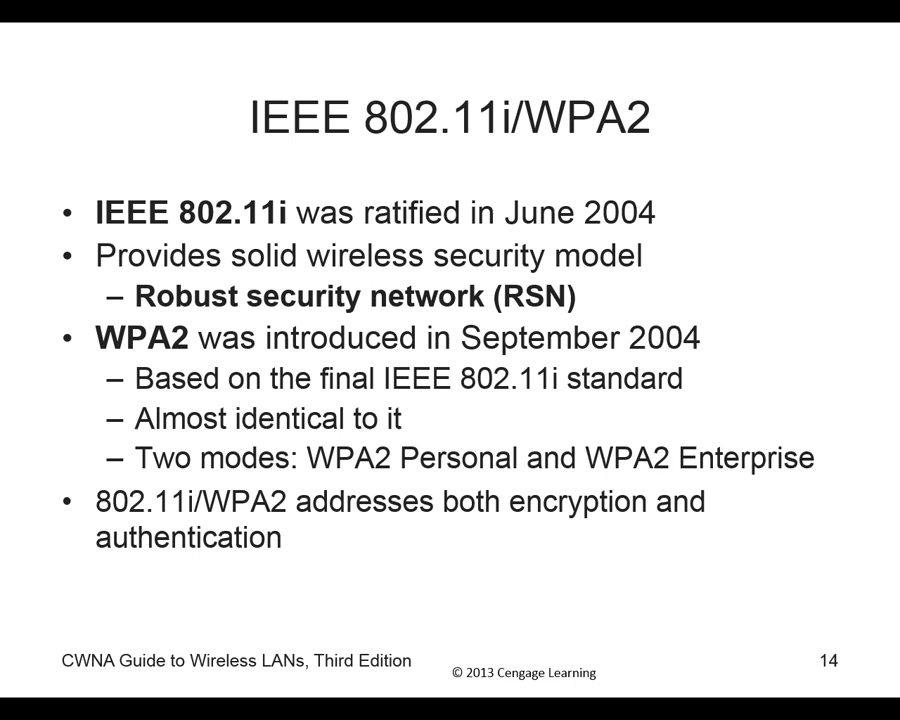 IEEE 802.11i/WPA2
• IEEE 802.11i was ratified in June 2004
• Provides solid wireless security model
– Robust security network (RSN)
• WPA2 was introduced in September 2004
– Based on the final IEEE 802.11i standard
– Almost identical to it
– Two modes: WPA2 Personal and WPA2 Enterprise
• 802.11i/WPA2 addresses both encryption and
authentication
CWNA Guide to Wireless LANs, Third Edition
© 2013 Cengage Learning
14